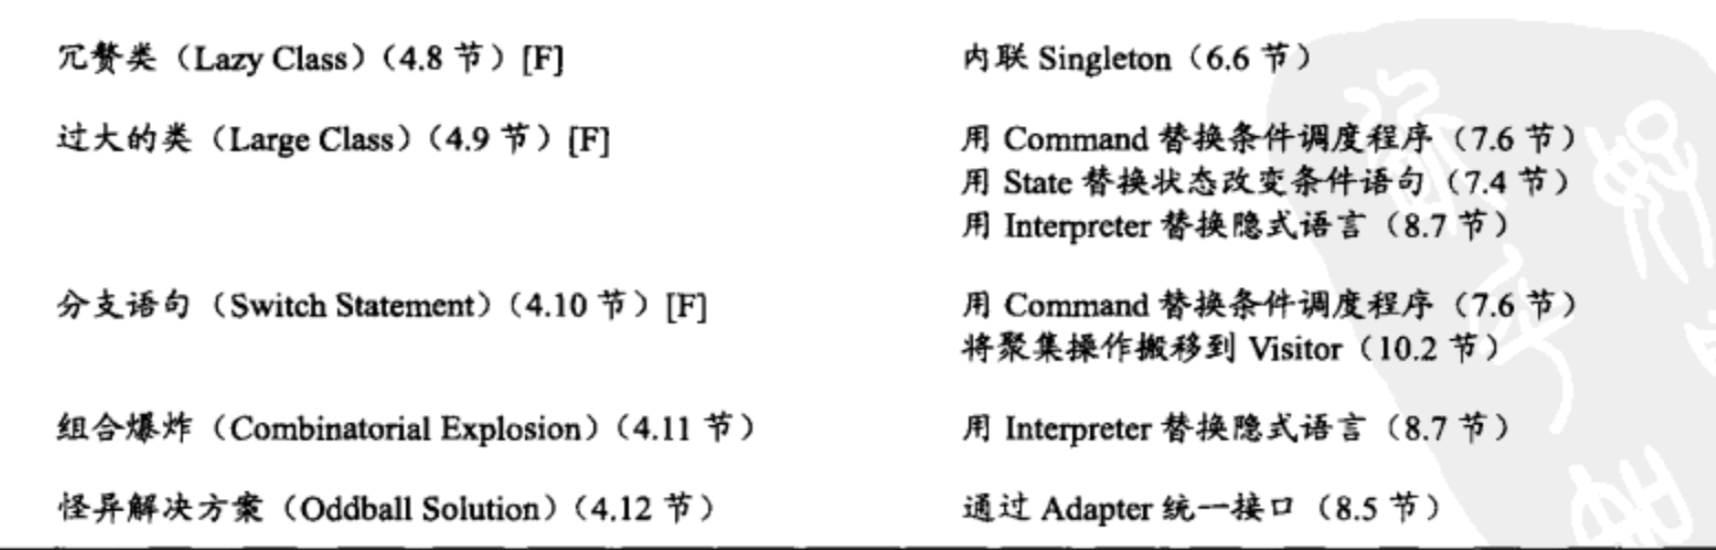 冗赘类（Lazy Class）（4.8 节）[F] 内联 Singleton（6.6 节）
过大的类（Large Class）（4.9 节）[F] 用 Command 替换条件调度程序（7.6 节）
用 State 替换状态改变条件语句（7.4 节）
用 Interpreter 替换隐式语言（8.7 节）
分支语句（Switch Statement）（4.10 节）[F] 用 Command 替换条件调度程序（7.6 节）
将聚集操作搬移到 Visitor（10.2 节）
组合爆炸（Combinatorial Explosion）（4.11 节） 用 Interpreter 替换隐式语言（8.7 节）
怪异解决方案（Oddball Solution）（4.12 节） 通过 Adapter 统一接口（8.5 节）